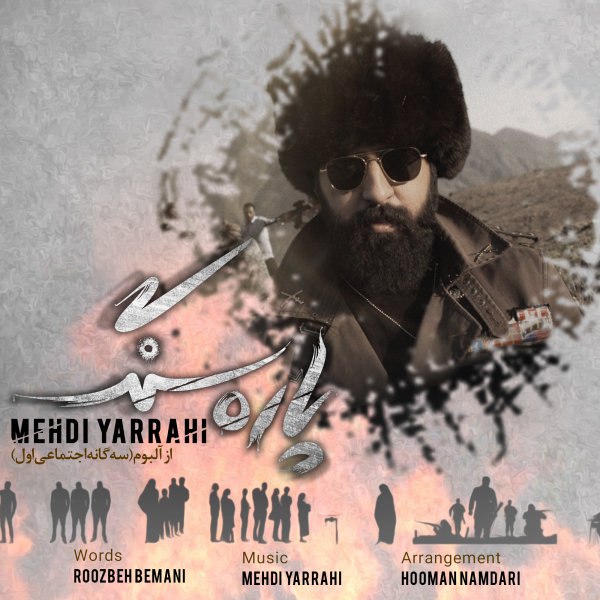 پاره سنگ
MEHDI YARRAHI
از آلبوم(سه گانه اجتماعی اول)
Words
ROOZBEH BEMANI
Music
MEHDI YARRAHI
Arrangement
HOOMAN NAMDARI